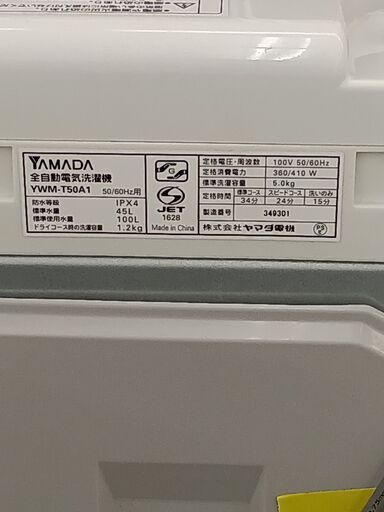 YAMADA
全自動電気洗濯機
YWM-T50A1 50/60Hz用
防水等級 IPX4
標準水量 45L
標準使用水量 100L
ドライコース時の洗濯容量 1.2kg
JET
1628
Made in China
定格電圧・周波数 100V 50/60Hz
定格消費電力 360/410 W
標準洗濯容量 5.0kg
標準コース スピードコース 洗いのみ
34分 24分 15分
製造番号 349301
株式会社ヤマダ電機
PS
E